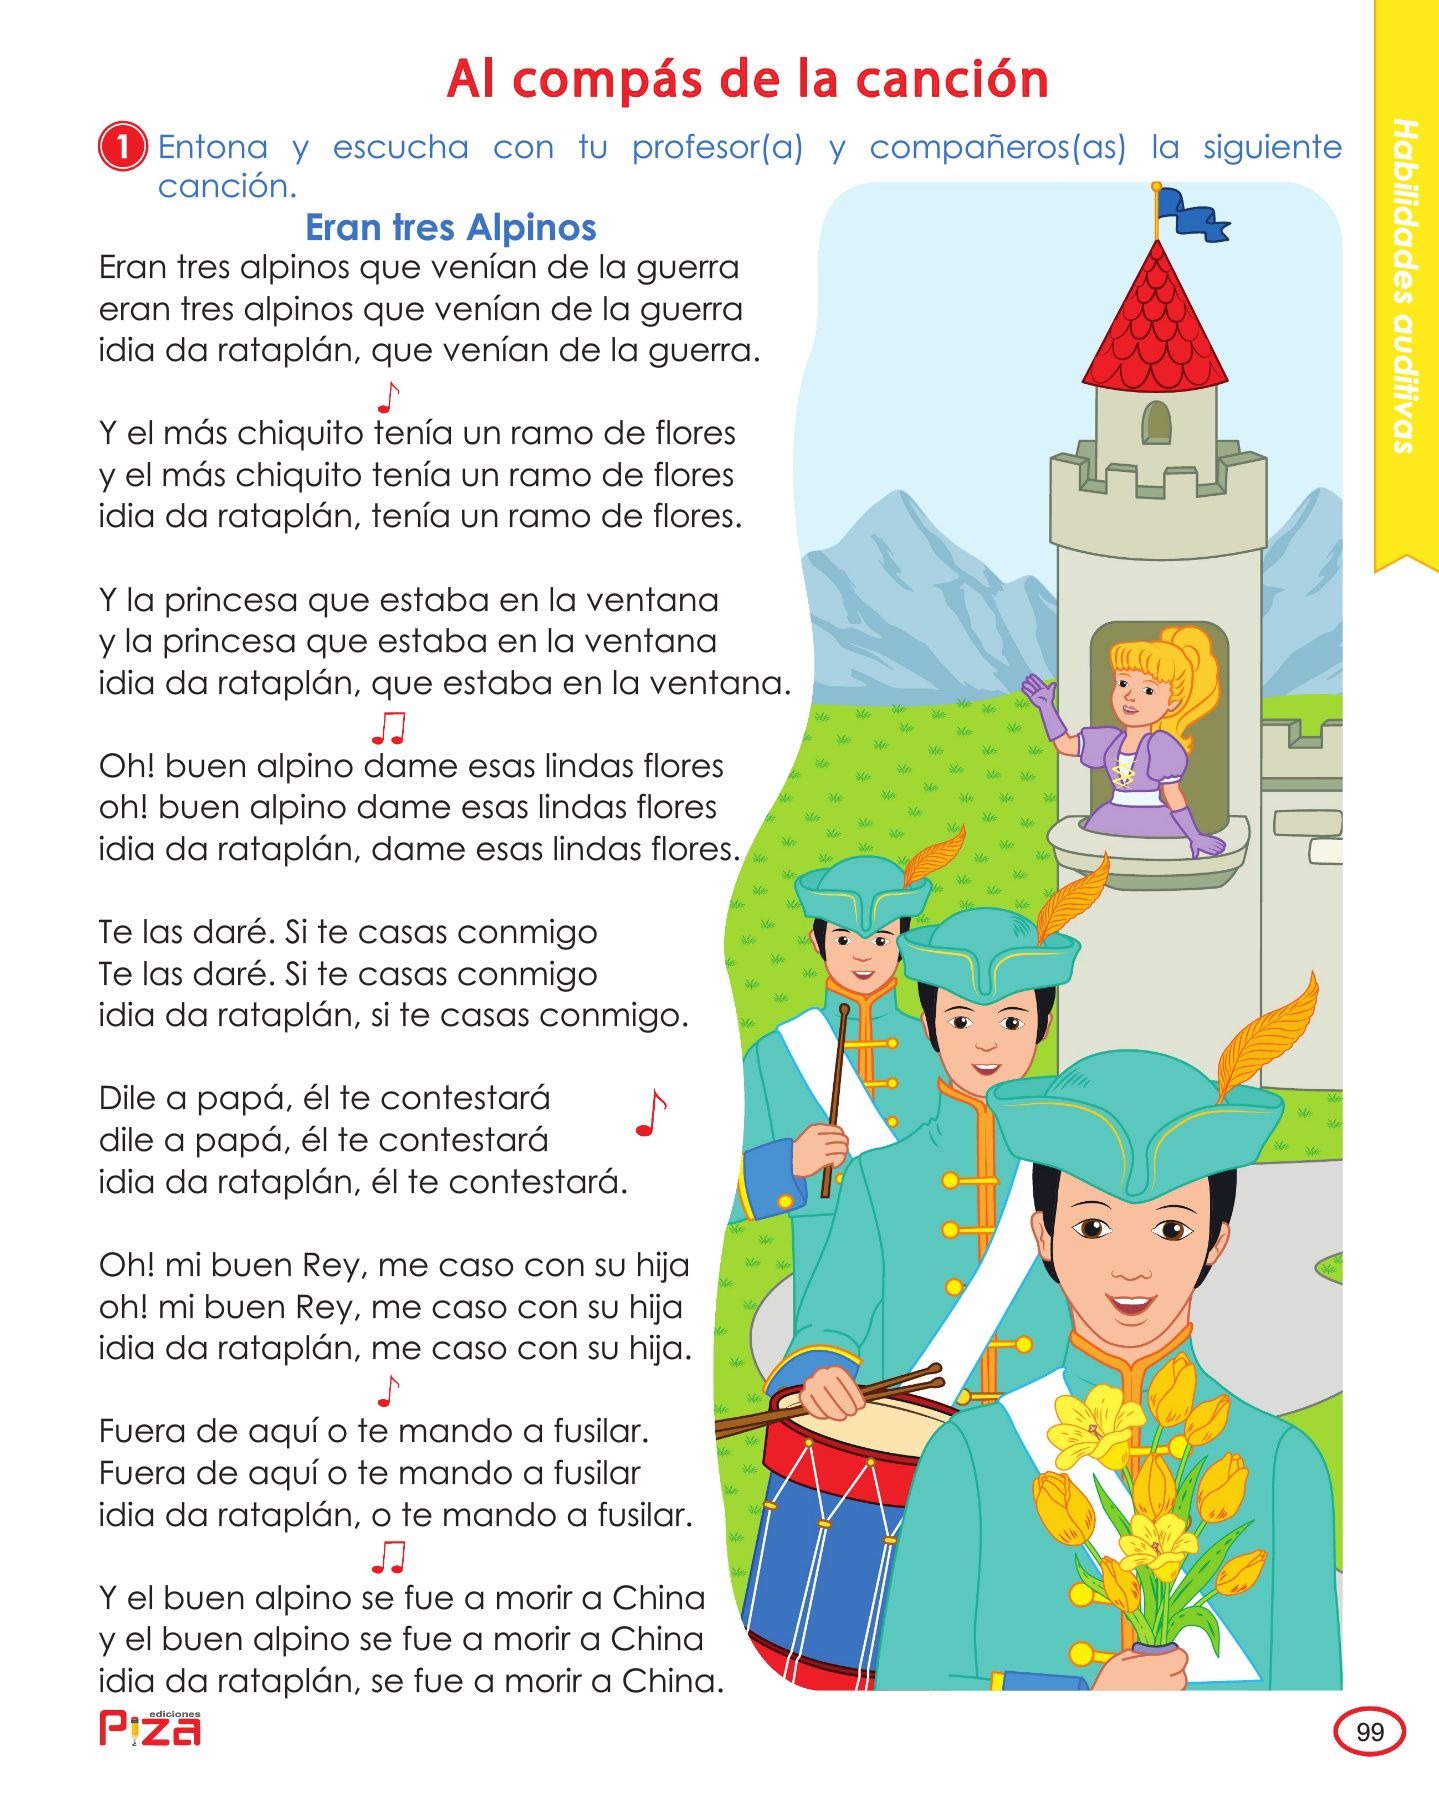 Al compás de la canción
1 Entona y escucha con tu profesor(a) y compañeros(as) la siguiente
canción.
Eran tres Alpinos
Eran tres alpinos que venían de la guerra
eran tres alpinos que venían de la guerra
idia da rataplán, que venían de la guerra.
Y el más chiquito tenía un ramo de flores
y el más chiquito tenía un ramo de flores
idia da rataplán, tenía un ramo de flores.
Y la princesa que estaba en la ventana
y la princesa que estaba en la ventana
idia da rataplán, que estaba en la ventana.
Oh! buen alpino dame esas lindas flores
oh! buen alpino dame esas lindas flores
idia da rataplán, dame esas lindas flores.
Te las daré. Si te casas conmigo
Te las daré. Si te casas conmigo
idia da rataplán, si te casas conmigo.
Dile a papá, él te contestará
dile a papá, él te contestará
idia da rataplán, él te contestará.
Oh! mi buen Rey, me caso con su hija
oh! mi buen Rey, me caso con su hija
idia da rataplán, me caso con su hija.
Fuera de aquí o te mando a fusilar.
Fuera de aquí o te mando a fusilar
idia da rataplán, o te mando a fusilar.
Y el buen alpino se fue a morir a China
y el buen alpino se fue a morir a China
idia da rataplán, se fue a morir a China.
Habilidades auditivas
ediciones
Piza
99